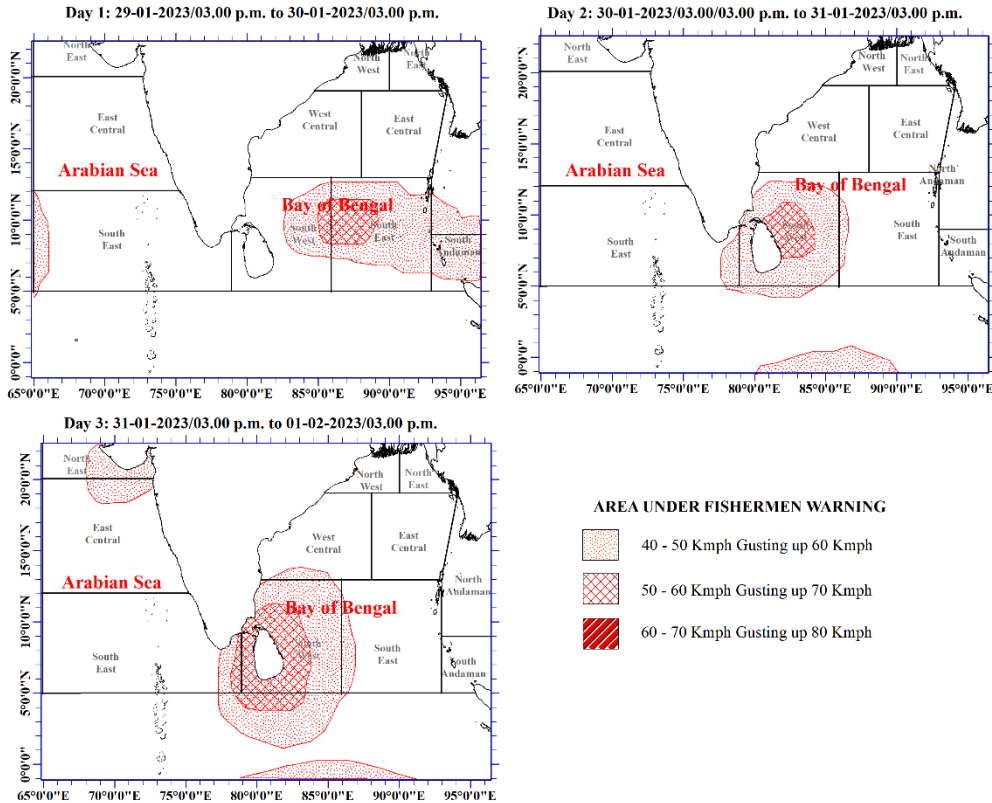 Day 1: 29-01-2023/03.00 p.m. to 30-01-2023/03.00 p.m.
North
East
North
West
North
East
East
Central
West
Central
East
Central
Arabian Sea
Bay of Bengal
South
East
South
West
South
East
South
Andaman
20°0'0"N
15°0'0"N
10°0'0"N
5°0'0"N
0°0'0"
65°0'0"E 70°0'0"E 75°0'0"E 80°0'0"E 85°0'0"E 90°0'0"E 95°0'0"E
Day 2: 30-01-2023/03.00/03.00 p.m. to 31-01-2023/03.00 p.m.
North
East
North
West
North
East
East
Central
West
Central
East
Central
Arabian Sea
Bay of Bengal
North
Andaman
South
East
South
West
South
East
South
Andaman
20°0'0"N
15°0'0"N
10°0'0"N
5°0'0"N
0°0'0"
65°0'0"E 70°0'0"E 75°0'0"E 80°0'0"E 85°0'0"E 90°0'0"E 95°0'0"E
Day 3: 31-01-2023/03.00 p.m. to 01-02-2023/03.00 p.m.
North
East
North
West
North
East
East
Central
West
Central
East
Central
Arabian Sea
Bay of Bengal
North
Andaman
South
East
South
West
South
East
South
Andaman
20°0'0"N
15°0'0"N
10°0'0"N
5°0'0"N
0°0'0"
65°0'0"E 70°0'0"E 75°0'0"E 80°0'0"E 85°0'0"E 90°0'0"E 95°0'0"E
AREA UNDER FISHERMEN WARNING
40 - 50 Kmph Gusting up 60 Kmph
50 - 60 Kmph Gusting up 70 Kmph
60 - 70 Kmph Gusting up 80 Kmph